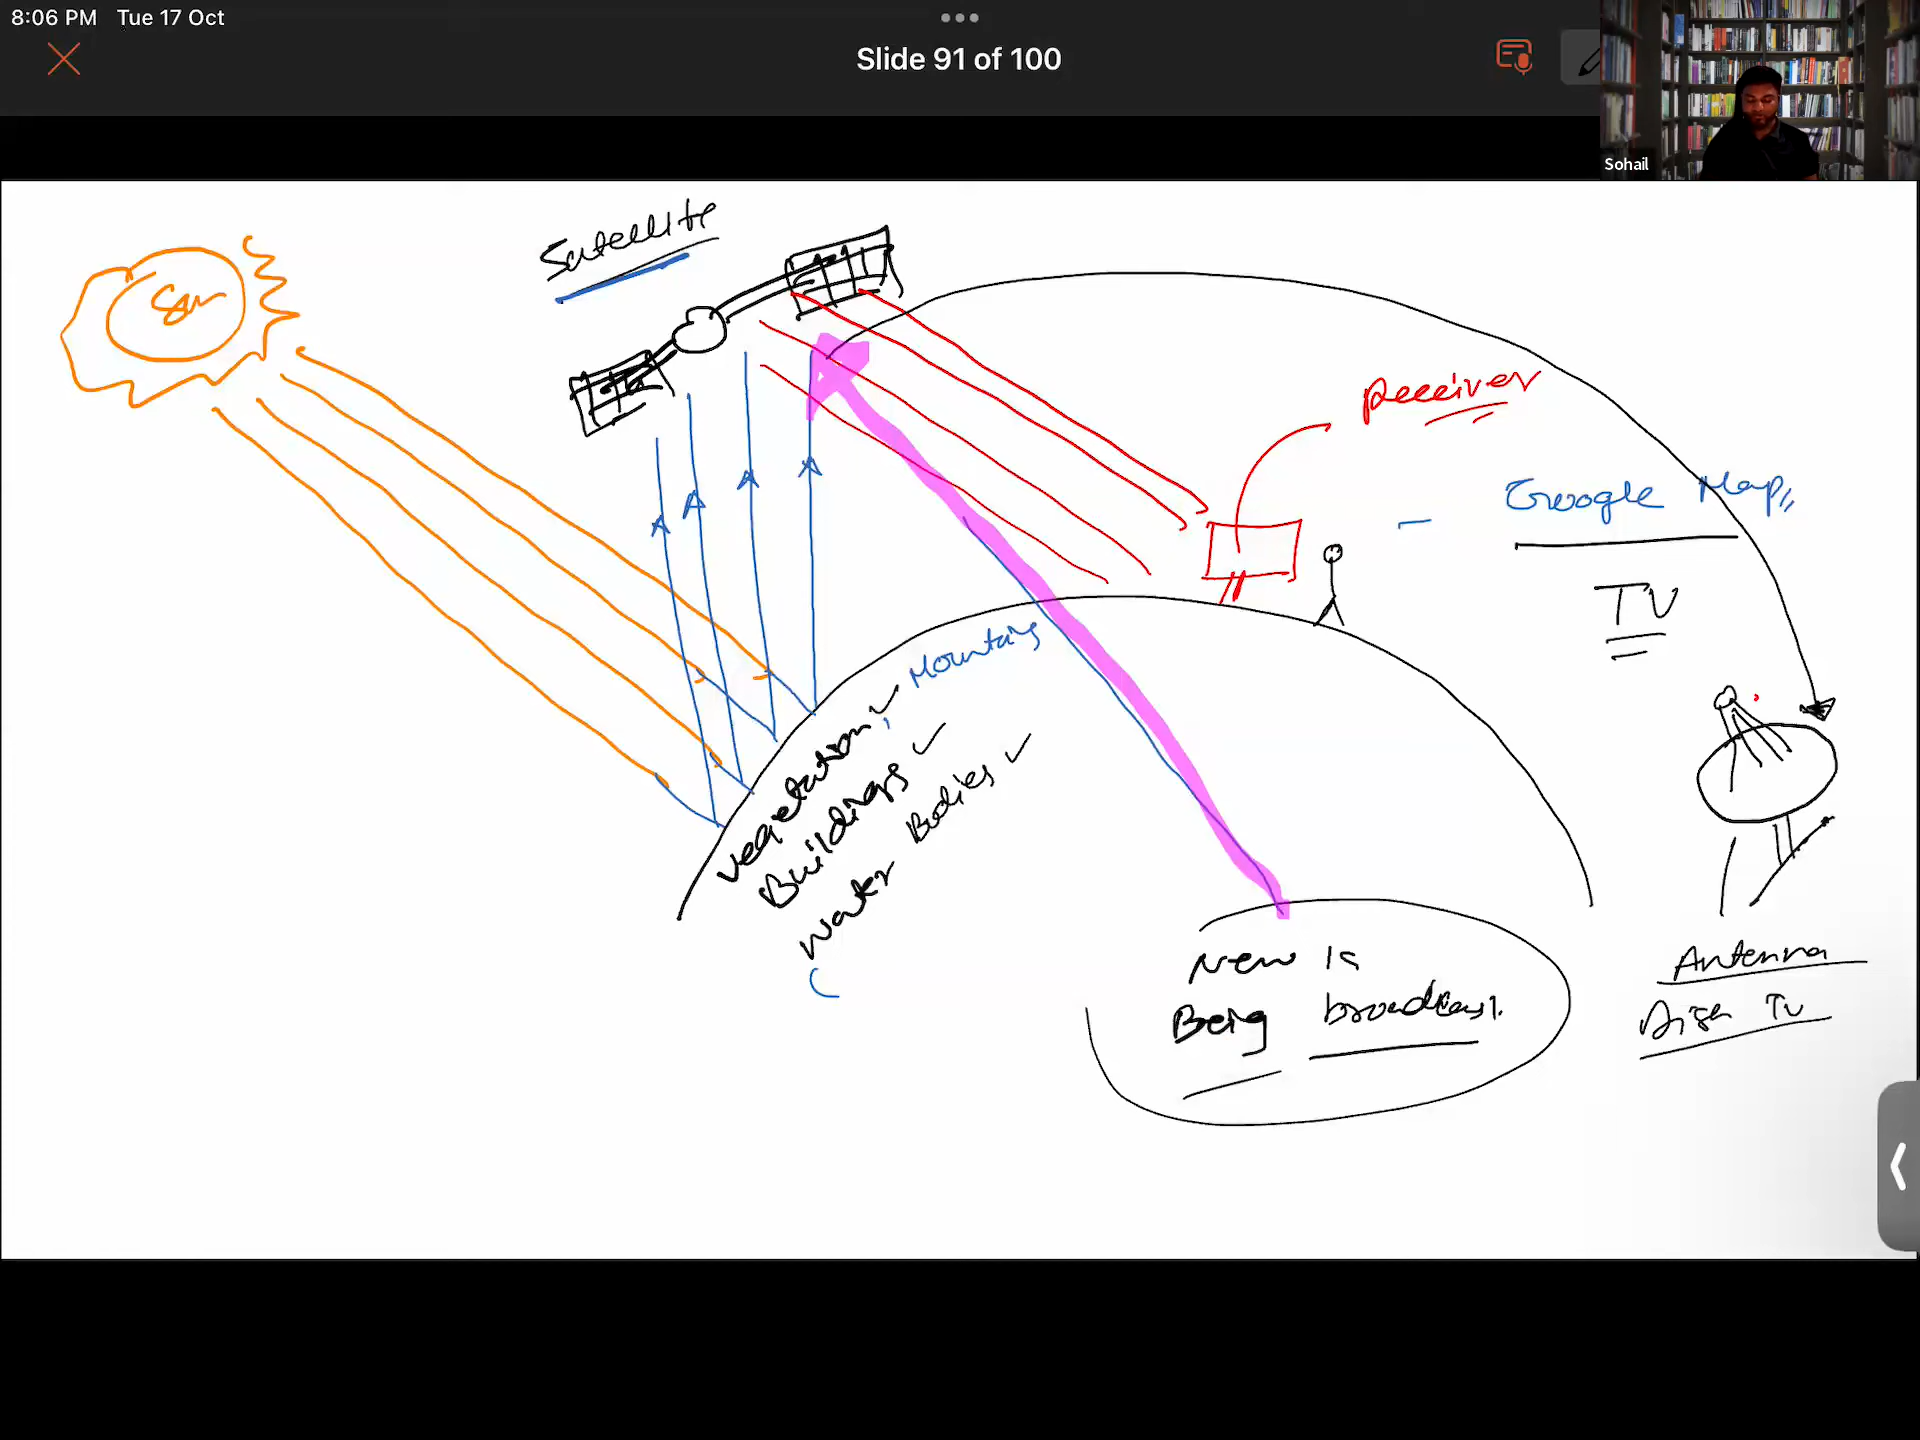 8:06 PM Tue 17 Oct
Slide 91 of 100
Sohail
Satellite
Sun
Receiver
- Google Map
TV
Mountains
Vegetation,
Buildings
Water Bodies
New is
Being broadcast.
Antenna
Dish TV